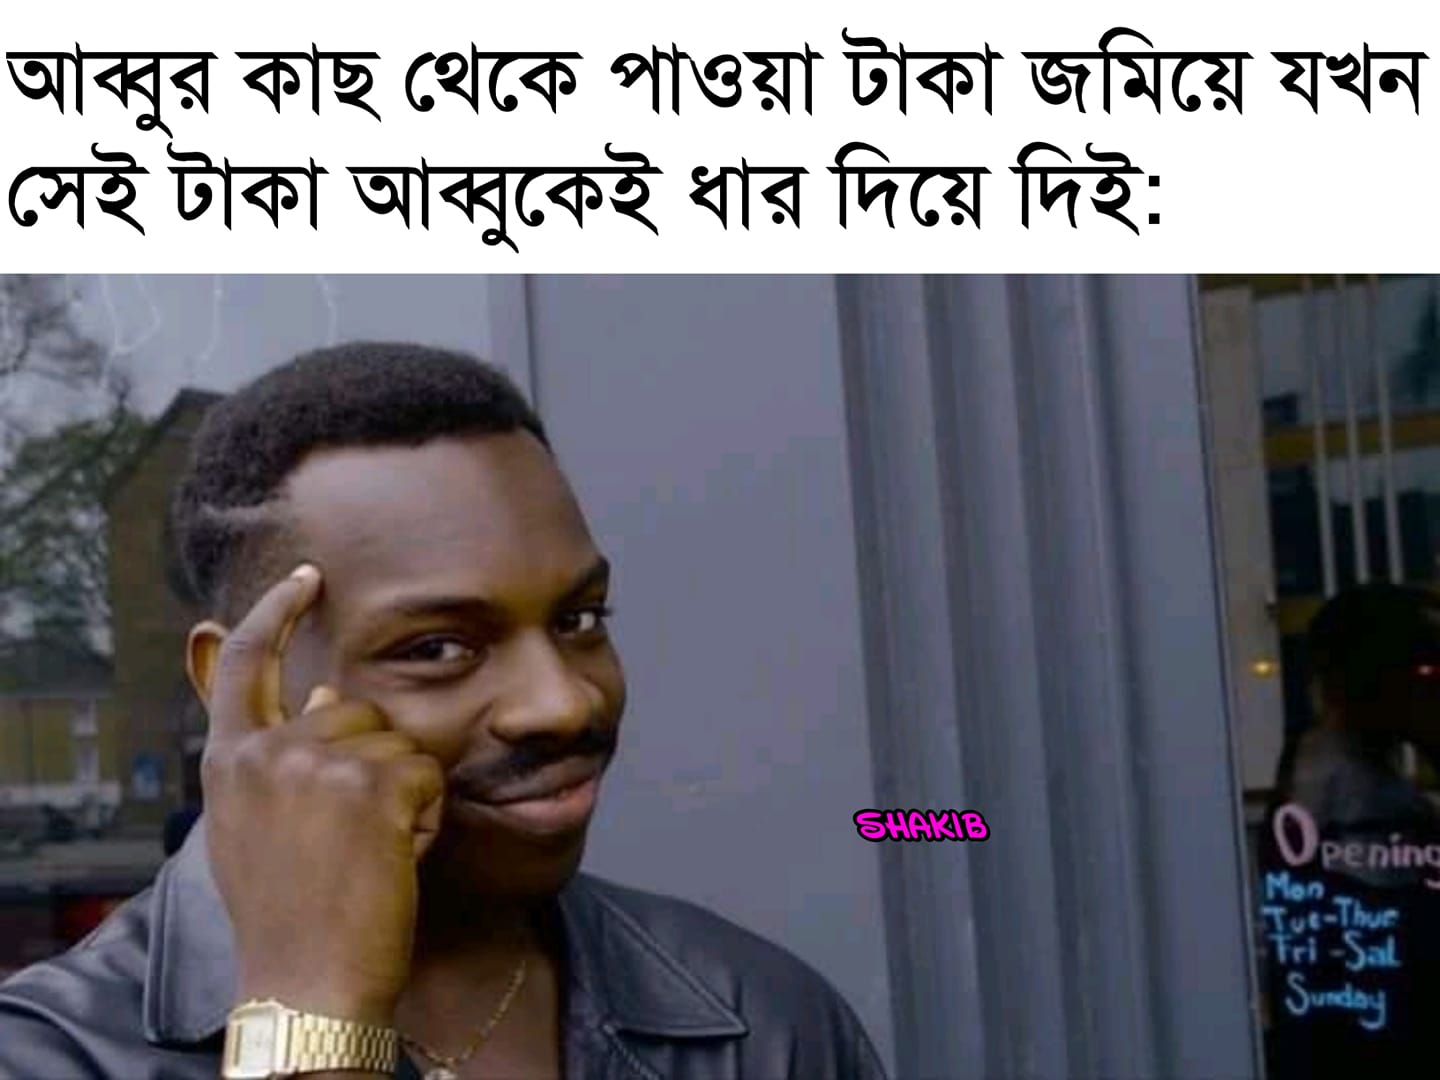 আব্বুর কাছ থেকে পাওয়া টাকা জমিয়ে যখন
সেই টাকা আব্বুকেই ধার দিয়ে দিই:
SHAKIB
Opening
Mon
Tue-Thur
Fri-Sat
Sunday